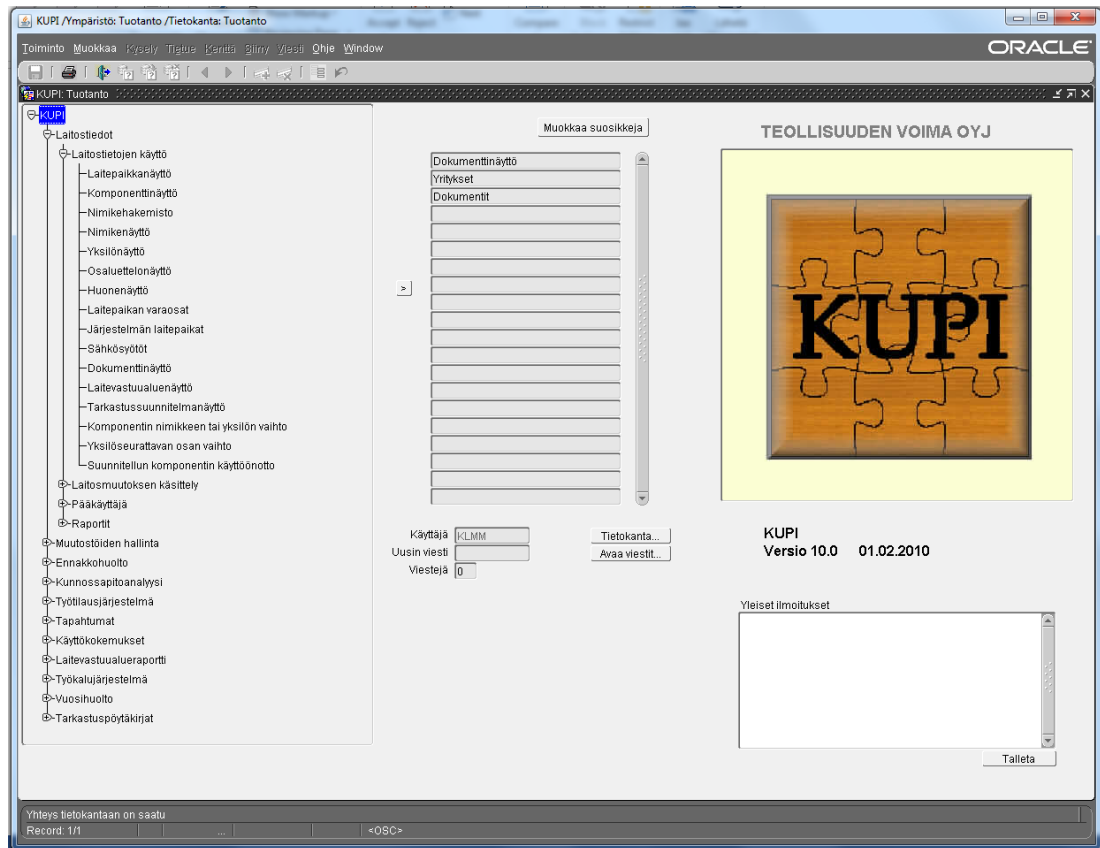 KUPI /Ympäristö: Tuotanto /Tietokanta: Tuotanto
Toiminto Muokkaa Kysely Tietue Kenttä Siirry Viesti Ohje Window
ORACLE
KUPI: Tuotanto
KUPI
Laitostiedot
Laitostietojen käyttö
Laitepaikkanäyttö
Komponenttinäyttö
Nimikehakemisto
Nimikenäyttö
Yksilönäyttö
Osaluettelonäyttö
Huonenäyttö
Laitepaikan varaosat
Järjestelmän laitepaikat
Sähkösyötöt
Dokumenttinäyttö
Laitevastuualuenäyttö
Tarkastussuunnitelmanäyttö
Komponentin nimikkeen tai yksilön vaihto
Yksilöseurattavan osan vaihto
Suunnitellun komponentin käyttöönotto
Laitosmuutoksen käsittely
Pääkäyttäjä
Raportit
Muutostöiden hallinta
Ennakkohuolto
Kunnossapitoanalyysi
Työtilausjärjestelmä
Tapahtumat
Käyttökokemukset
Laitevastuualueraportti
Työkalujärjestelmä
Vuosihuolto
Tarkastuspöytäkirjat
Muokkaa suosikkeja
Dokumenttinäyttö
Yritykset
Dokumentit
>
Käyttäjä KLMM
Uusin viesti
Viestejä 0
Tietokanta...
Avaa viestit...
TEOLLISUUDEN VOIMA OYJ
KUPI
KUPI
Versio 10.0 01.02.2010
Yleiset ilmoitukset
Talleta
Yhteys tietokantaan on saatu
Record: 1/1 ... <OSC>